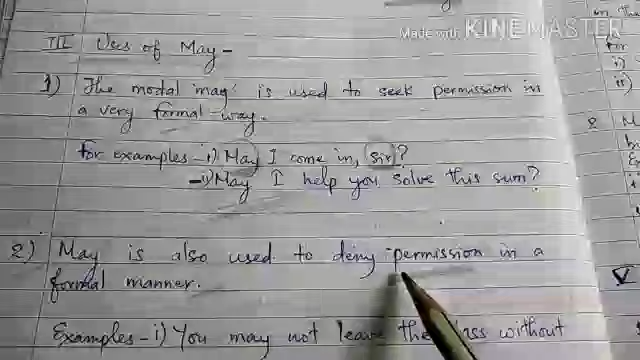 Made with KINEMASTER
III Uses of May -
1) The modal 'may' is used to seek permission in
a very formal way.
For examples - i) May I come in, sir?
- ii) May I help you solve this sum?
2) May is also used to deny permission in a
formal manner.
Examples - i) You may not leave the class without
i)
ii)
2
V